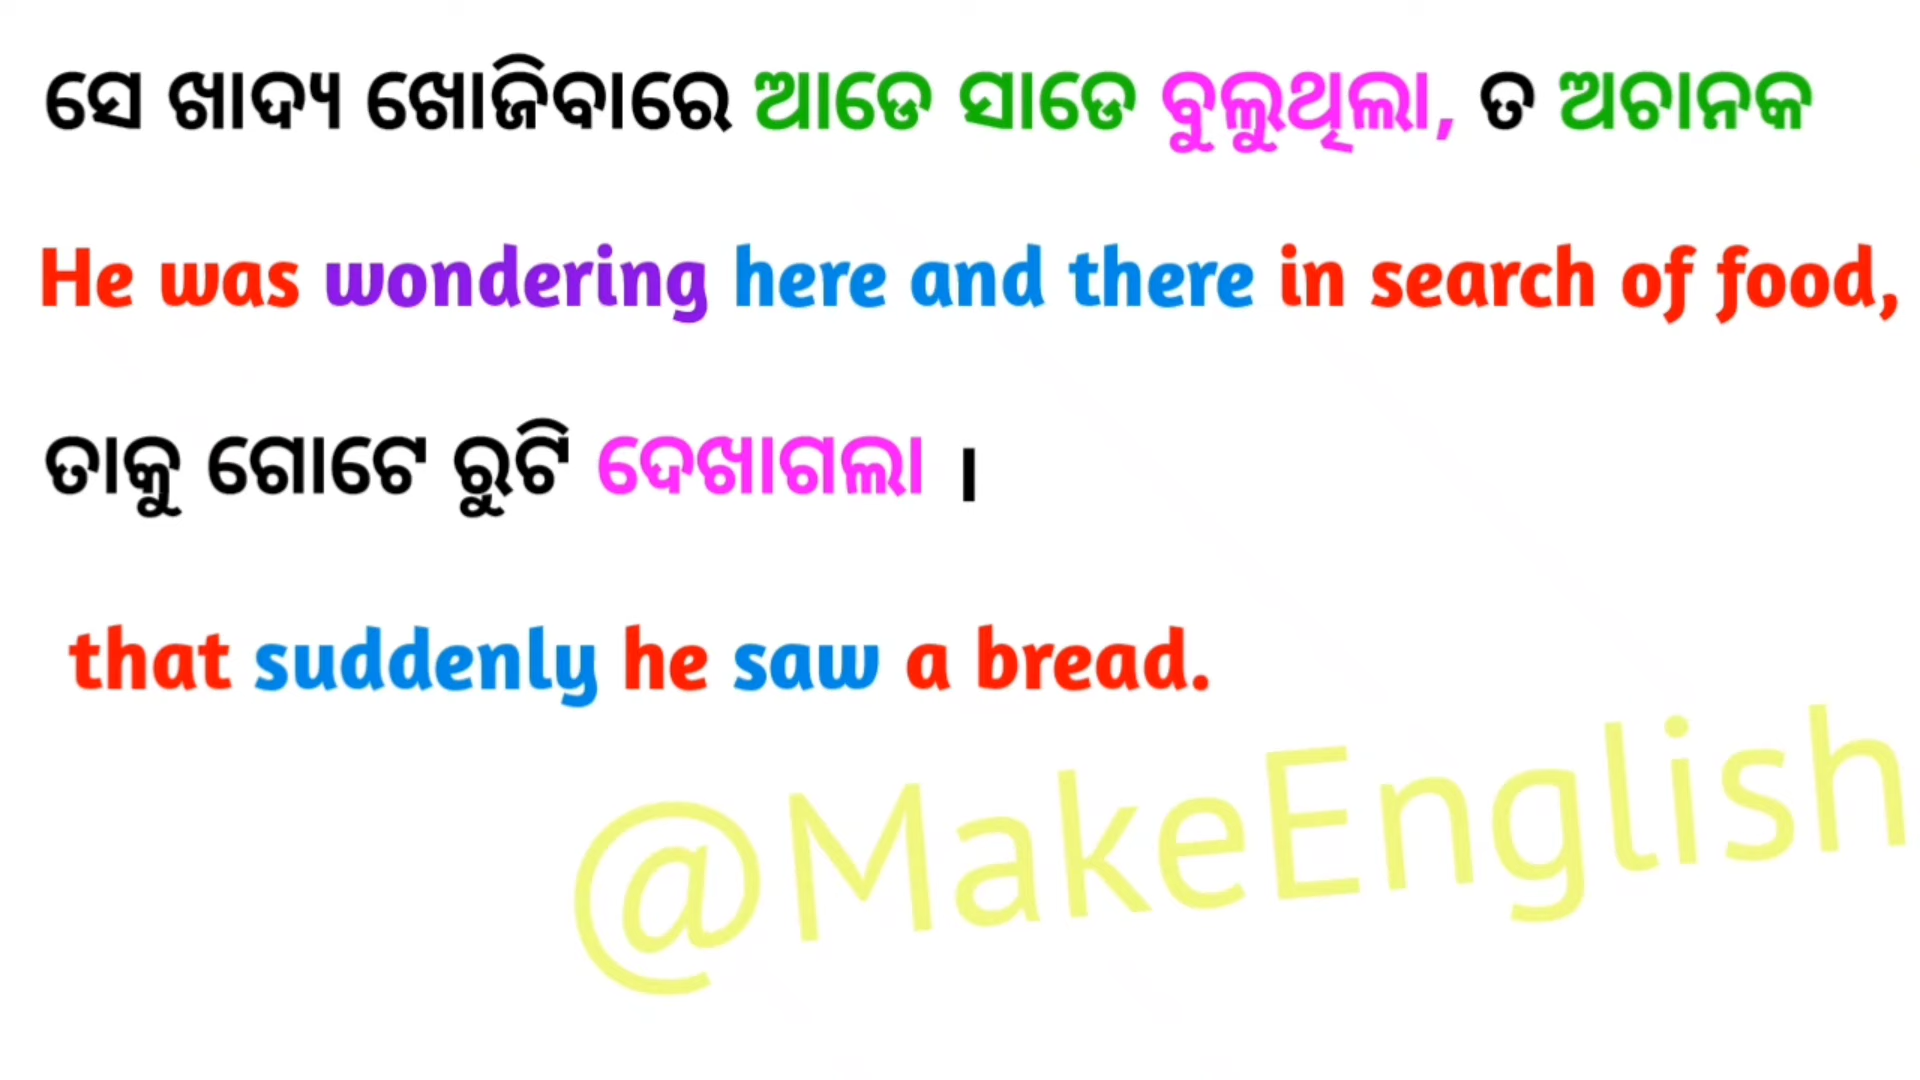 ସେ ଖାଦ୍ୟ ଖୋଜିବାରେ ଆଡେ ସାଡେ ବୁଲୁଥିଲା, ତ ଅଚାନକ
He was wondering here and there in search of food,
ତାକୁ ଗୋଟେ ରୁଟି ଦେଖାଗଲା ।
that suddenly he saw a bread.
@MakeEnglish